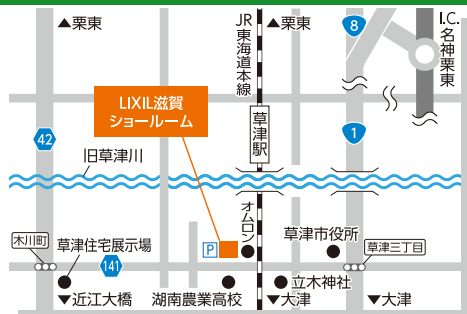 ▲栗東
JR東海道本線
▲栗東
8
I.C.
名神栗東
LIXIL滋賀
ショールーム
草津駅
42
1
旧草津川
オムロン
木川町
草津住宅展示場
P
草津市役所
草津三丁目
141
立木神社
▼近江大橋
湖南農業高校
▼大津
▼大津